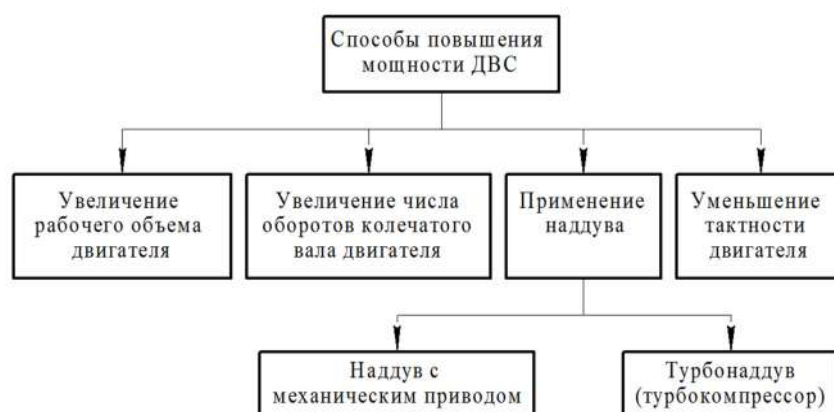 Способы повышения
мощности ДВС
Увеличение
рабочего объема
двигателя
Увеличение числа
оборотов колечатого
вала двигателя
Применение
наддува
Уменьшение
тактности
двигателя
Наддув с
механическим приводом
Турбонаддув
(турбокомпрессор)